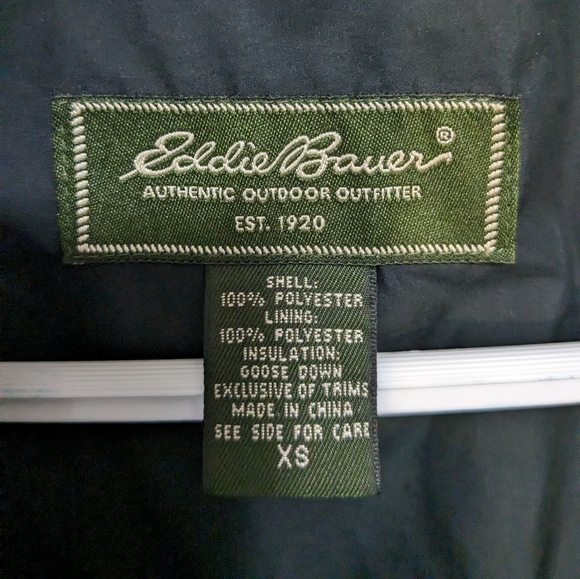 Eddie Bauer®
AUTHENTIC OUTDOOR OUTFITTER
EST. 1920
SHELL:
100% POLYESTER
LINING:
100% POLYESTER
INSULATION:
GOOSE DOWN
EXCLUSIVE OF TRIMS
MADE IN CHINA
SEE SIDE FOR CARE
XS